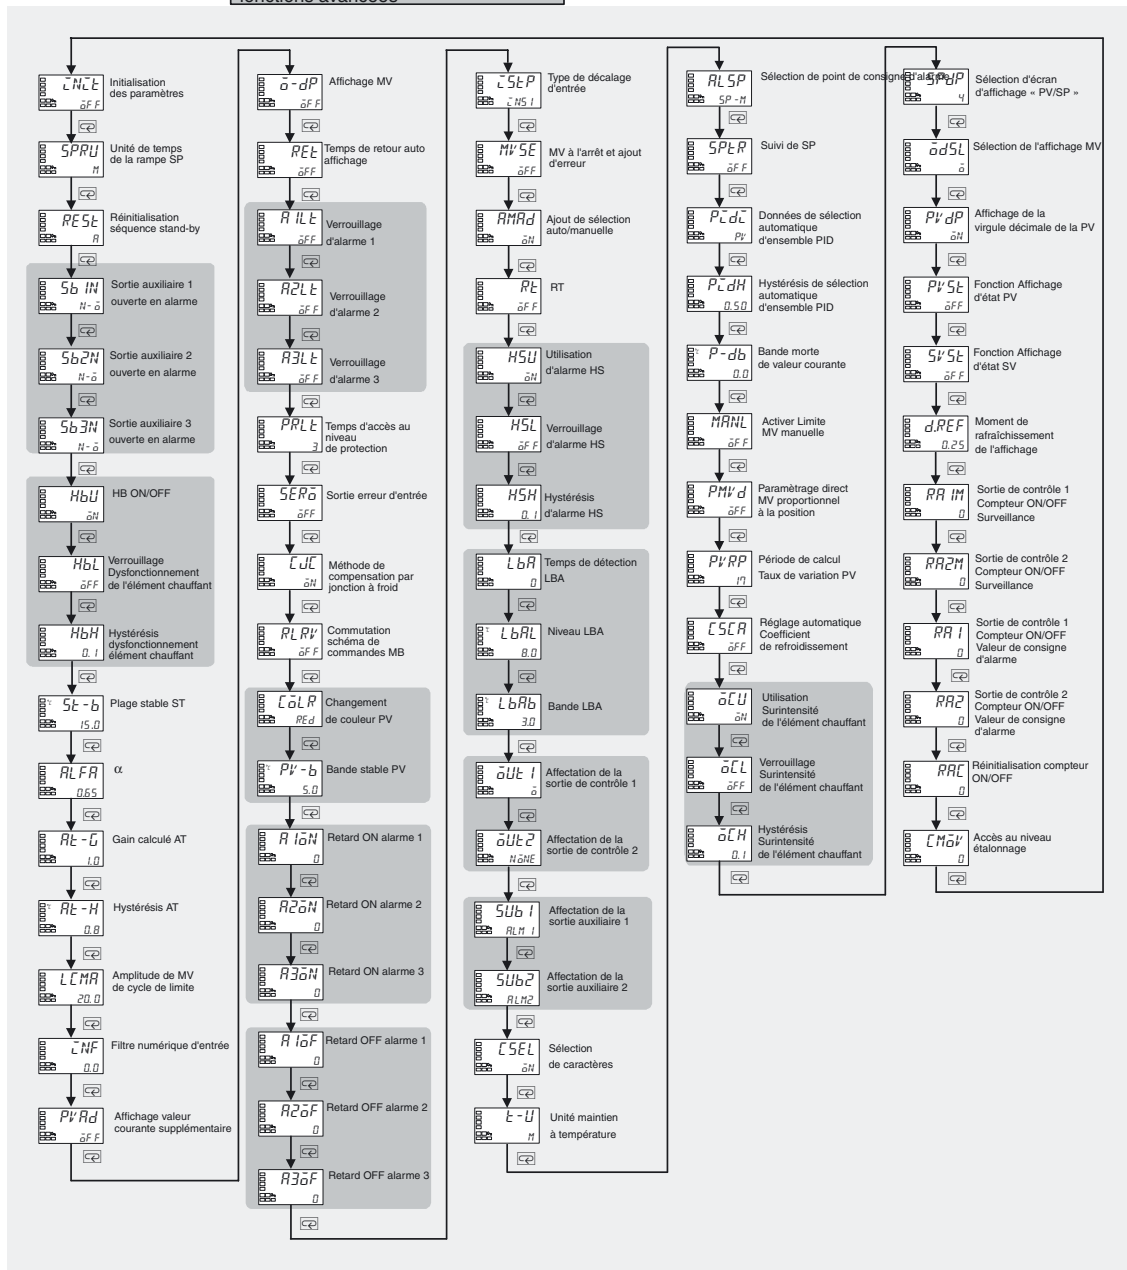 fonctions avancées
INIT
OFF
Initialisation
des paramètres
SPRU
M
Unité de temps
de la rampe SP
REST
A
Réinitialisation
séquence stand-by
Sb1N
N-O
Sortie auxiliaire 1
ouverte en alarme
Sb2N
N-O
Sortie auxiliaire 2
ouverte en alarme
Sb3N
N-O
Sortie auxiliaire 3
ouverte en alarme
HbU
ON
HB ON/OFF
HbL
OFF
Verrouillage
Dysfonctionnement
de l'élément chauffant
HbH
0.1
Hystérésis
dysfonctionnement
élément chauffant
St-b
15.0
Plage stable ST
ALFA
0.65
α
At-G
1.0
Gain calculé AT
At-H
0.8
Hystérésis AT
LCMA
20.0
Amplitude de MV
de cycle de limite
INF
0.0
Filtre numérique d'entrée
PVAd
OFF
Affichage valeur
courante supplémentaire
O-dP
OFF
Affichage MV
RET
OFF
Temps de retour auto
affichage
A1Lt
OFF
Verrouillage
d'alarme 1
A2Lt
OFF
Verrouillage
d'alarme 2
A3Lt
OFF
Verrouillage
d'alarme 3
PRLt
3
Temps d'accès au
niveau
de protection
SERO
OFF
Sortie erreur d'entrée
CJC
ON
Méthode de
compensation par
jonction à froid
RLRV
OFF
Commutation
schéma de
commandes MB
COLR
REd
Changement
de couleur PV
PV-b
5.0
Bande stable PV
A1ON
0
Retard ON alarme 1
A2ON
0
Retard ON alarme 2
A3ON
0
Retard ON alarme 3
A1OF
0
Retard OFF alarme 1
A2OF
0
Retard OFF alarme 2
A3OF
0
Retard OFF alarme 3
ISTP
INS1
Type de décalage
d'entrée
MVSE
OFF
MV à l'arrêt et ajout
d'erreur
AMAd
ON
Ajout de sélection
auto/manuelle
Rt
OFF
RT
HSU
ON
Utilisation
d'alarme HS
HSL
OFF
Verrouillage
d'alarme HS
HSH
0.1
Hystérésis
d'alarme HS
LbA
0
Temps de détection
LBA
LbAL
8.0
Niveau LBA
LbAb
3.0
Bande LBA
OUt1
O
Affectation de la
sortie de contrôle 1
OUt2
NONE
Affectation de la
sortie de contrôle 2
SUb1
ALM1
Affectation de la
sortie auxiliaire 1
SUb2
ALM2
Affectation de la
sortie auxiliaire 2
CSEL
ON
Sélection
de caractères
t-U
M
Unité maintien
à température
ALSP
SP-M
Sélection de point de consigne d'alarme
SPtR
OFF
Suivi de SP
PIdI
PV
Données de sélection
automatique
d'ensemble PID
PIdH
0.50
Hystérésis de sélection
automatique
d'ensemble PID
P-db
0.0
Bande morte
de valeur courante
MANL
OFF
Activer Limite
MV manuelle
PMVd
OFF
Paramètrage direct
MV proportionnel
à la position
PVRP
Période de calcul
Taux de variation PV
CSCA
OFF
Réglage automatique
Coefficient
de refroidissement
OCU
ON
Utilisation
Surintensité
de l'élément chauffant
OCL
OFF
Verrouillage
Surintensité
de l'élément chauffant
OCH
0.1
Hystérésis
Surintensité
de l'élément chauffant
SPdP
4
Sélection d'écran
d'affichage « PV/SP »
OdSL
O
Sélection de l'affichage MV
PVdP
ON
Affichage de la
virgule décimale de la PV
PVSt
OFF
Fonction Affichage
d'état PV
SVSt
OFF
Fonction Affichage
d'état SV
d.REF
0.25
Moment de
rafraîchissement
de l'affichage
RA1M
0
Sortie de contrôle 1
Compteur ON/OFF
Surveillance
RA2M
0
Sortie de contrôle 2
Compteur ON/OFF
Surveillance
RA1
0
Sortie de contrôle 1
Compteur ON/OFF
Valeur de consigne
d'alarme
RA2
0
Sortie de contrôle 2
Compteur ON/OFF
Valeur de consigne
d'alarme
RAC
0
Réinitialisation compteur
ON/OFF
CMOV
0
Accès au niveau
étalonnage